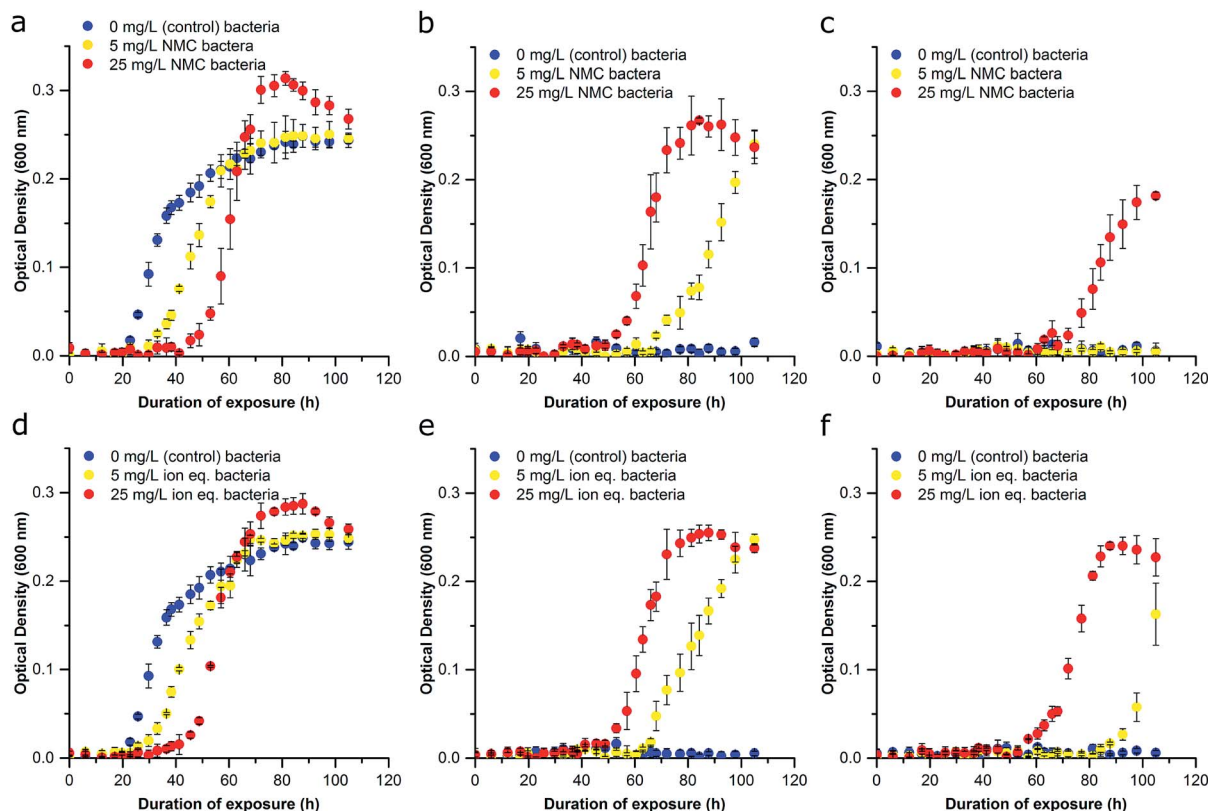 a
0 mg/L (control) bacteria
5 mg/L NMC bactera
25 mg/L NMC bacteria
Optical Density (600 nm)
0.3
0.2
0.1
0.0
0 20 40 60 80 100 120
Duration of exposure (h)
b
0 mg/L (control) bacteria
5 mg/L NMC bactera
25 mg/L NMC bacteria
Optical Density (600 nm)
0.3
0.2
0.1
0.0
0 20 40 60 80 100 120
Duration of exposure (h)
c
0 mg/L (control) bacteria
5 mg/L NMC bactera
25 mg/L NMC bacteria
Optical Density (600 nm)
0.3
0.2
0.1
0.0
0 20 40 60 80 100 120
Duration of exposure (h)
d
0 mg/L (control) bacteria
5 mg/L ion eq. bacteria
25 mg/L ion eq. bacteria
Optical Density (600 nm)
0.3
0.2
0.1
0.0
0 20 40 60 80 100 120
Duration of exposure (h)
e
0 mg/L (control) bacteria
5 mg/L ion eq. bacteria
25 mg/L ion eq. bacteria
Optical Density (600 nm)
0.3
0.2
0.1
0.0
0 20 40 60 80 100 120
Duration of exposure (h)
f
0 mg/L (control) bacteria
5 mg/L ion eq. bacteria
25 mg/L ion eq. bacteria
Optical Density (600 nm)
0.3
0.2
0.1
0.0
0 20 40 60 80 100 120
Duration of exposure (h)